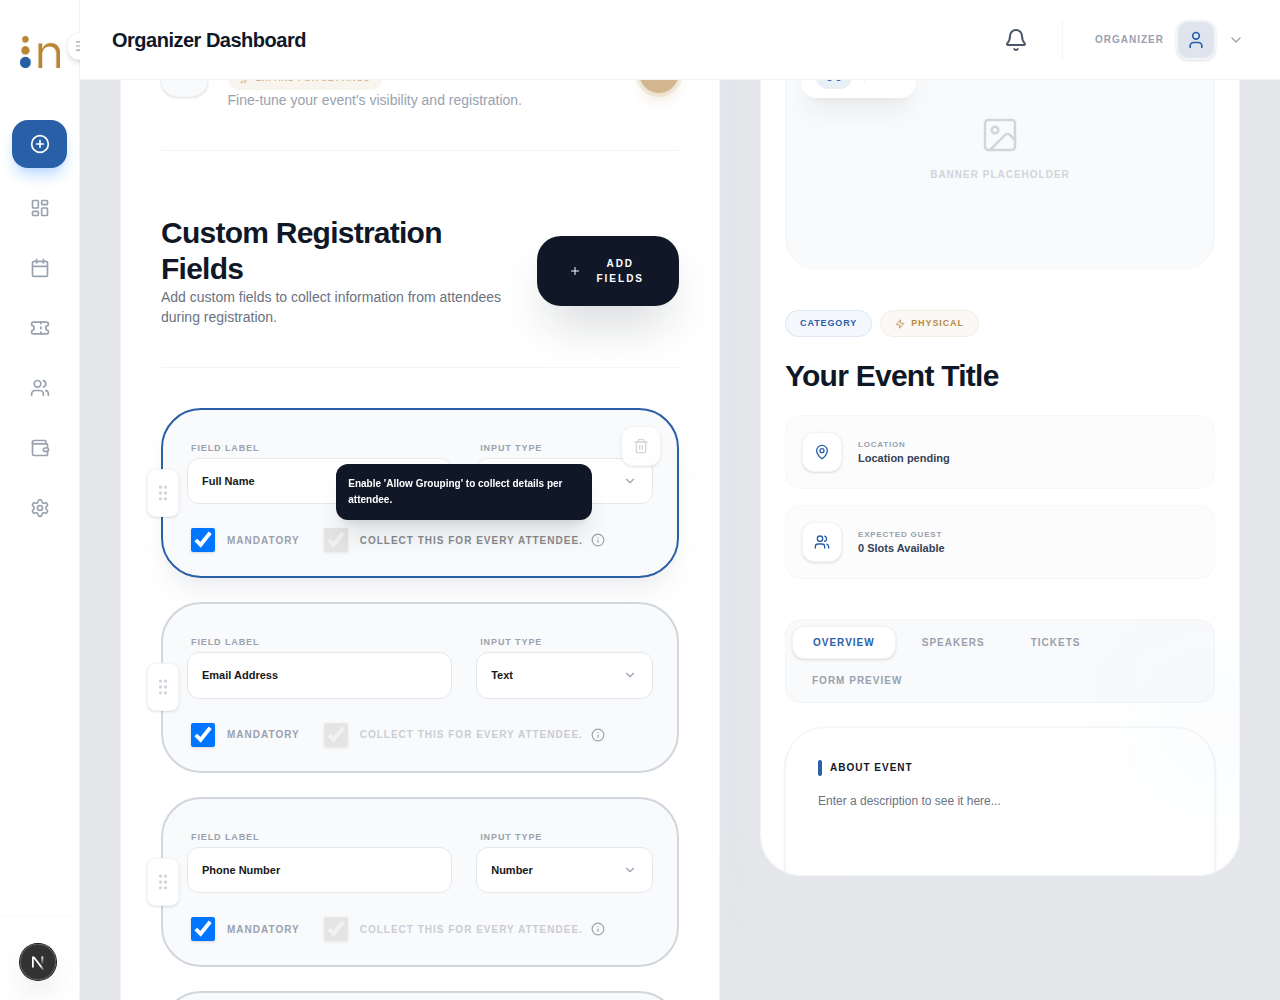 in
Organizer Dashboard
ORGANIZER
Fine-tune your event's visibility and registration.
BANNER PLACEHOLDER
Custom Registration
Fields
Add custom fields to collect information from attendees
during registration.
ADD
FIELDS
FIELD LABEL
INPUT TYPE
Full Name
Enable 'Allow Grouping' to collect details per
attendee.
MANDATORY
COLLECT THIS FOR EVERY ATTENDEE.
FIELD LABEL
INPUT TYPE
Email Address
Text
MANDATORY
COLLECT THIS FOR EVERY ATTENDEE.
FIELD LABEL
INPUT TYPE
Phone Number
Number
MANDATORY
COLLECT THIS FOR EVERY ATTENDEE.
CATEGORY
PHYSICAL
Your Event Title
LOCATION
Location pending
EXPECTED GUEST
0 Slots Available
OVERVIEW
SPEAKERS
TICKETS
FORM PREVIEW
ABOUT EVENT
Enter a description to see it here...
N